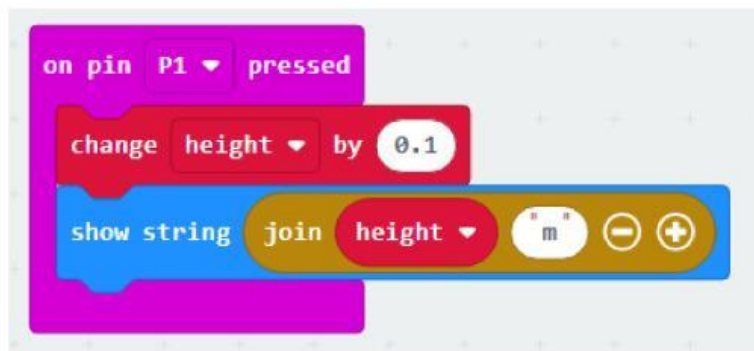 on pin P1 pressed
change height by 0.1
show string join height "m"